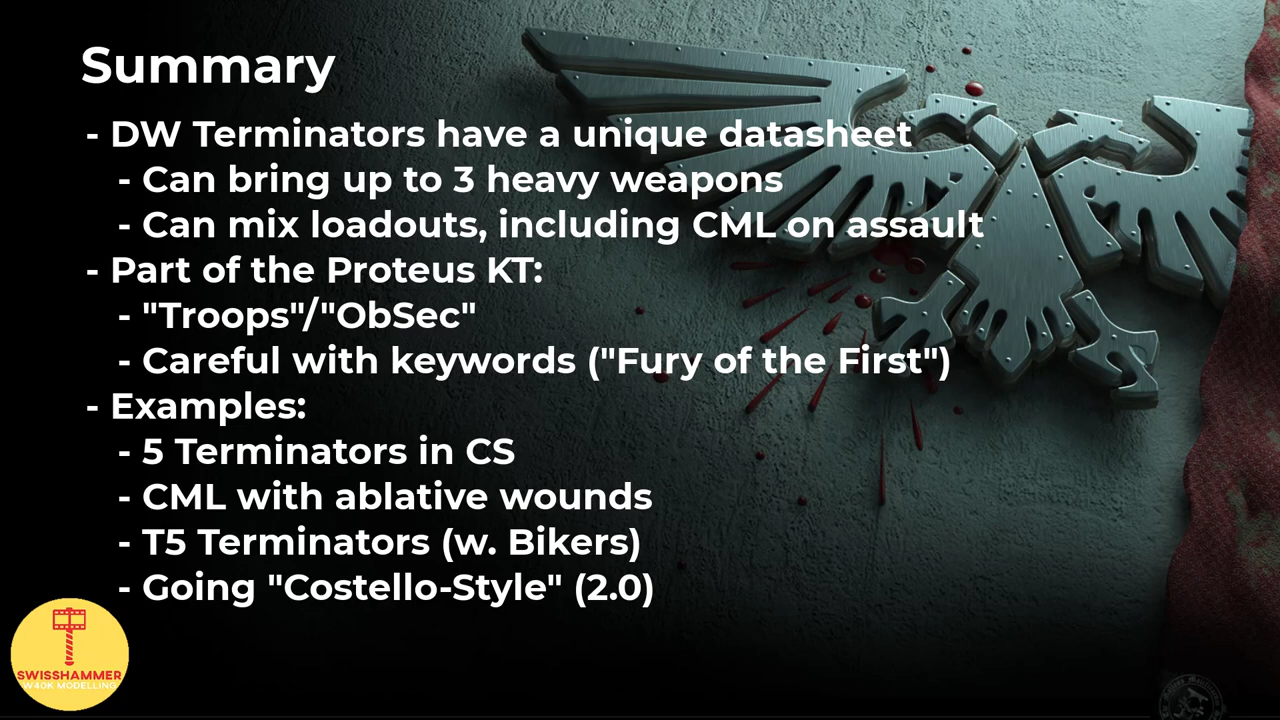 Summary
- DW Terminators have a unique datasheet
- Can bring up to 3 heavy weapons
- Can mix loadouts, including CML on assault
- Part of the Proteus KT:
- "Troops"/"ObSec"
- Careful with keywords ("Fury of the First")
- Examples:
- 5 Terminators in CS
- CML with ablative wounds
- T5 Terminators (w. Bikers)
- Going "Costello-Style" (2.0)
SWISSHAMMER
W40K MODELLING